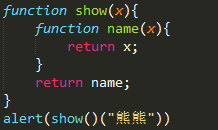 function show(x){
    function name(x){
        return x;
    }
    return name;
}
alert(show()("熊熊"))